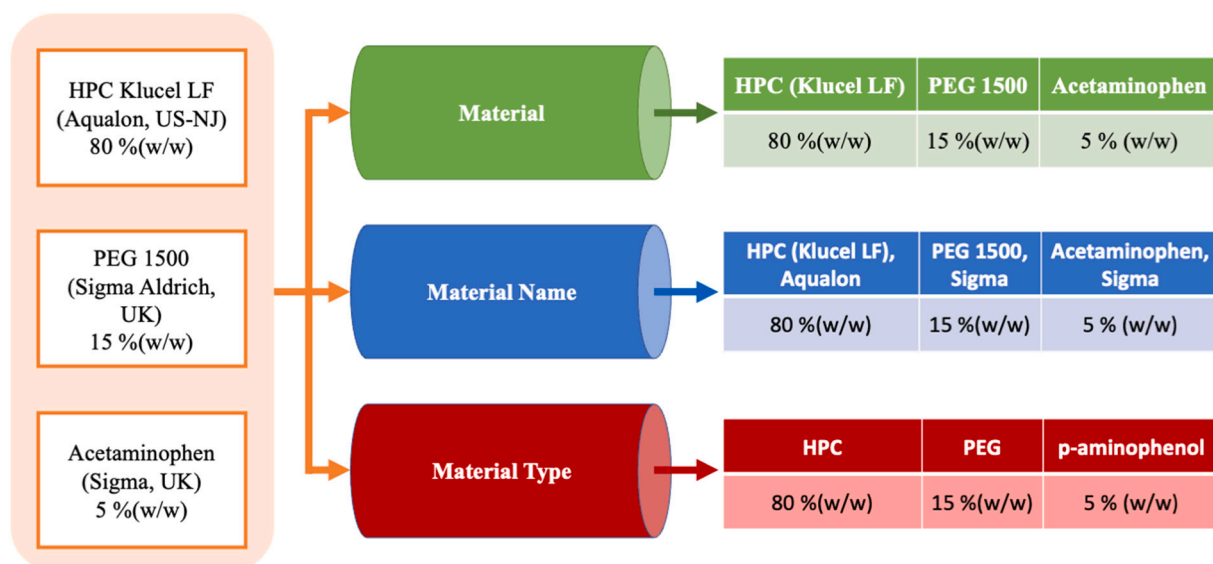 HPC Klucel LF
(Aqualon, US-NJ)
80 %(w/w)
PEG 1500
(Sigma Aldrich,
UK)
15 %(w/w)
Acetaminophen
(Sigma, UK)
5 %(w/w)
Material
HPC (Klucel LF) PEG 1500 Acetaminophen
80 %(w/w) 15 %(w/w) 5 % (w/w)
Material Name
HPC (Klucel LF), PEG 1500, Acetaminophen,
Aqualon Sigma Sigma
80 %(w/w) 15 %(w/w) 5 % (w/w)
Material Type
HPC PEG p-aminophenol
80 %(w/w) 15 %(w/w) 5 % (w/w)